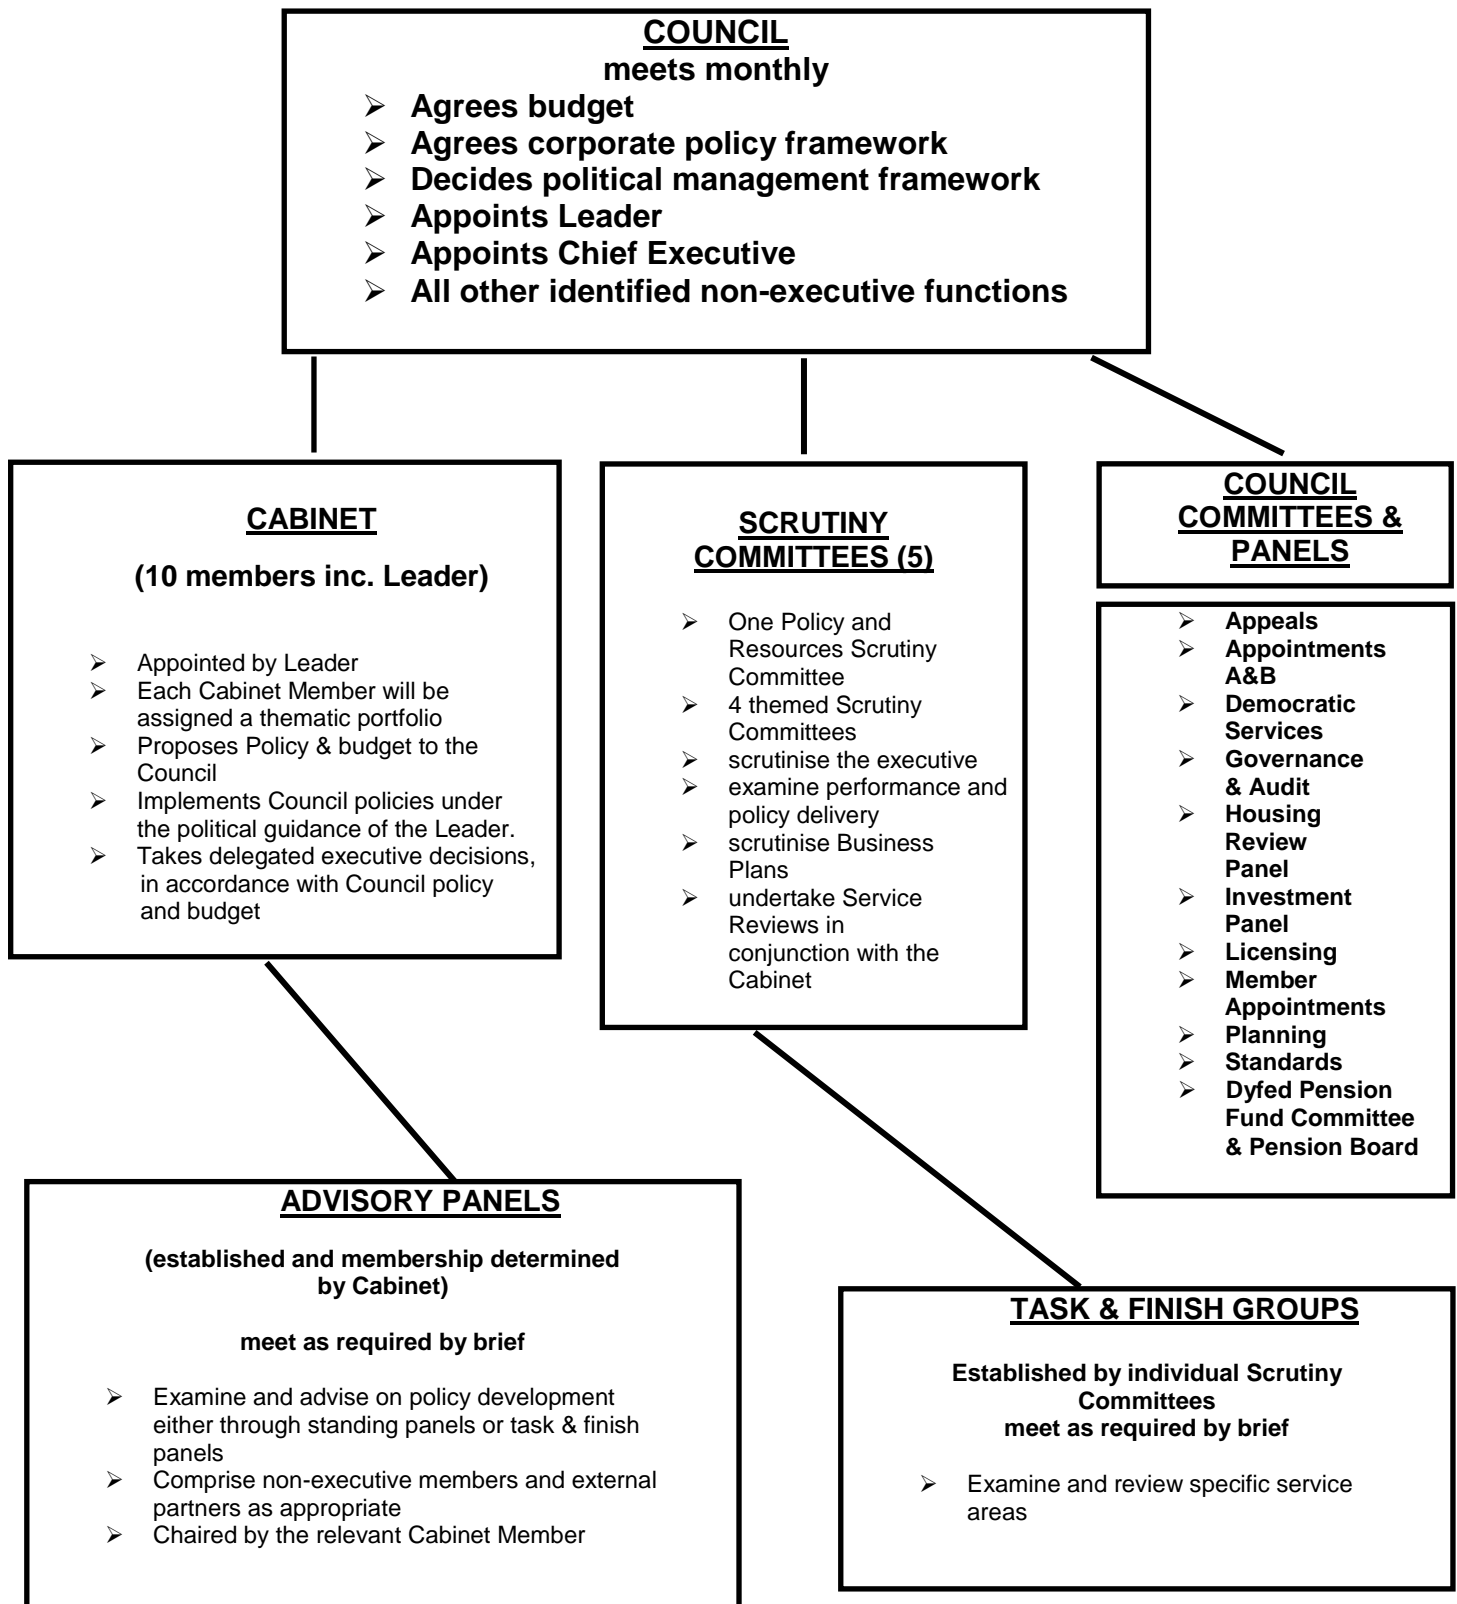 COUNCIL
meets monthly
➢ Agrees budget
➢ Agrees corporate policy framework
➢ Decides political management framework
➢ Appoints Leader
➢ Appoints Chief Executive
➢ All other identified non-executive functions
CABINET
(10 members inc. Leader)
➢ Appointed by Leader
➢ Each Cabinet Member will be
assigned a thematic portfolio
➢ Proposes Policy & budget to the
Council
➢ Implements Council policies under
the political guidance of the Leader.
➢ Takes delegated executive decisions,
in accordance with Council policy
and budget
SCRUTINY
COMMITTEES (5)
➢ One Policy and
Resources Scrutiny
Committee
➢ 4 themed Scrutiny
Committees
➢ scrutinise the executive
➢ examine performance and
policy delivery
➢ scrutinise Business
Plans
➢ undertake Service
Reviews in
conjunction with the
Cabinet
COUNCIL
COMMITTEES &
PANELS
➢ Appeals
➢ Appointments
A&B
➢ Democratic
Services
➢ Governance
& Audit
➢ Housing
Review
Panel
➢ Investment
Panel
➢ Licensing
➢ Member
Appointments
➢ Planning
➢ Standards
➢ Dyfed Pension
Fund Committee
& Pension Board
ADVISORY PANELS
(established and membership determined
by Cabinet)
meet as required by brief
➢ Examine and advise on policy development
either through standing panels or task & finish
panels
➢ Comprise non-executive members and external
partners as appropriate
➢ Chaired by the relevant Cabinet Member
TASK & FINISH GROUPS
Established by individual Scrutiny
Committees
meet as required by brief
➢ Examine and review specific service
areas